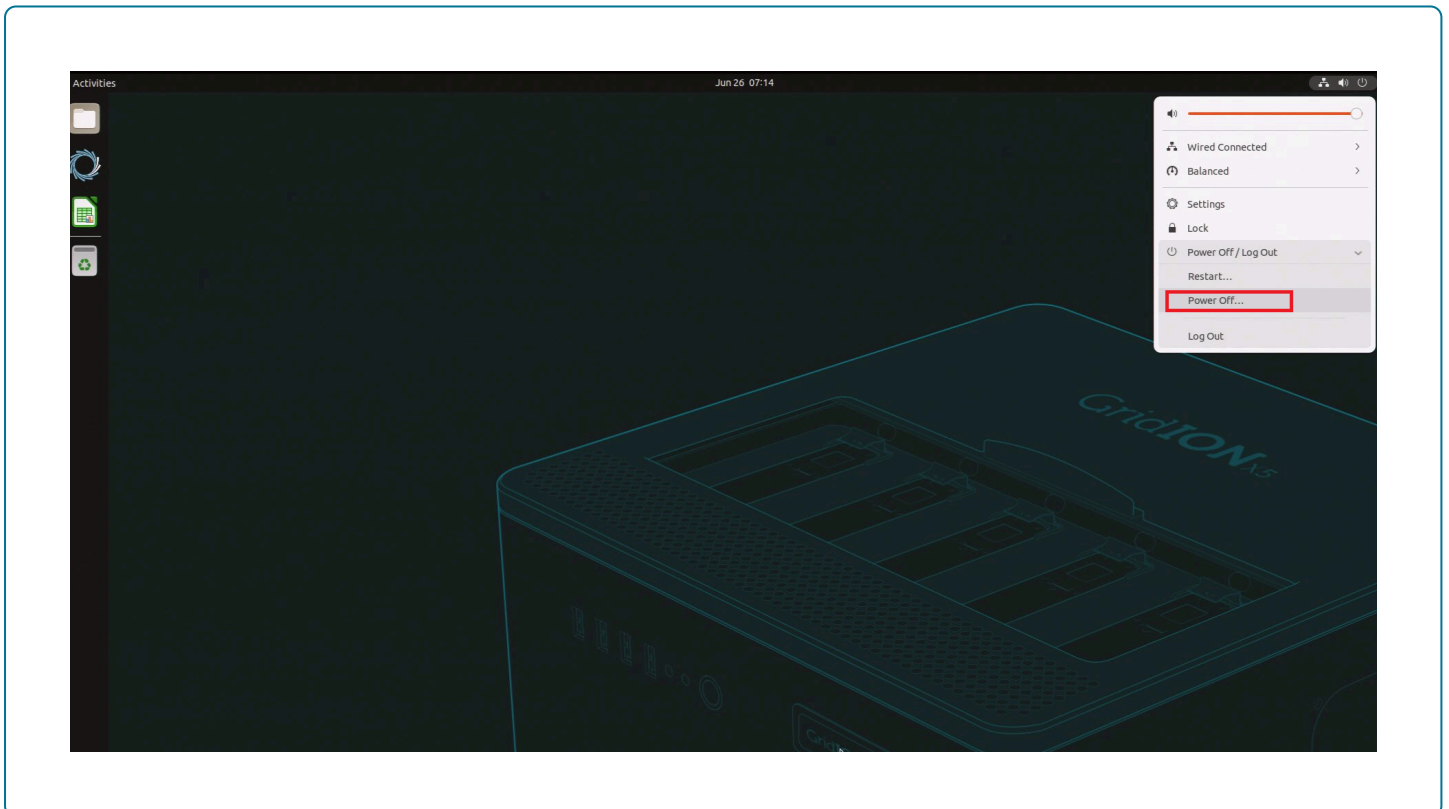 Activities
Jun 26 07:14
Wired Connected
Balanced
Settings
Lock
Power Off / Log Out
Restart...
Power Off...
Log Out
GridION X5